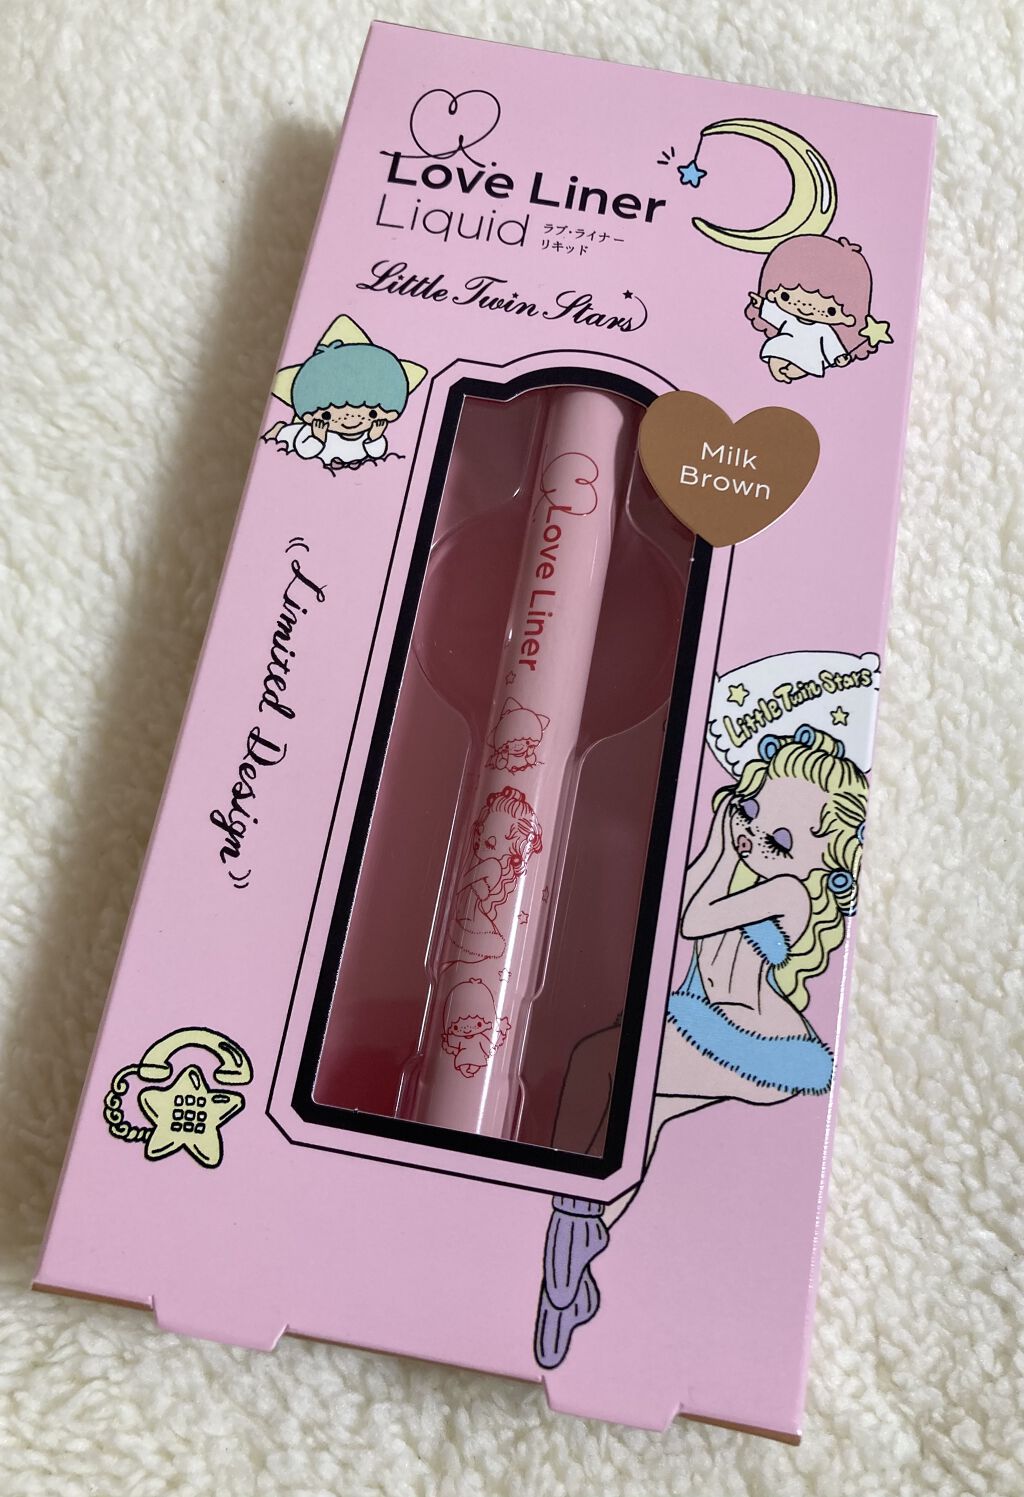 Love Liner
Liquid
ラブ・ライナー
リキッド
Little Twin Stars
Milk
Brown
Love Liner
Limited Design
Little Twin Stars